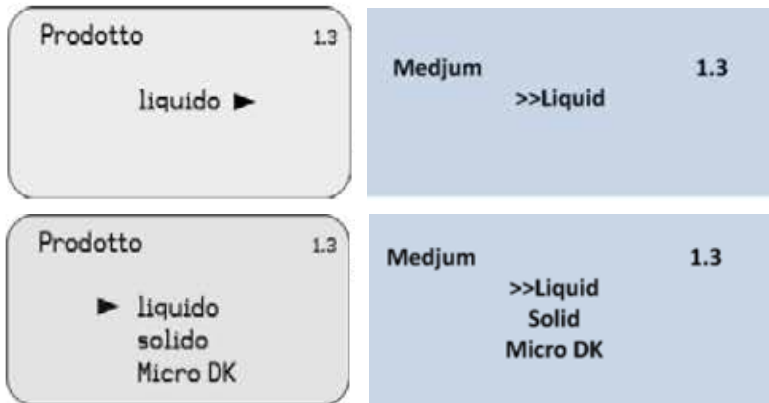 Prodotto 1.3
liquido ►
Medjum 1.3
>>Liquid
Prodotto 1.3
► liquido
solido
Micro DK
Medjum 1.3
>>Liquid
Solid
Micro DK